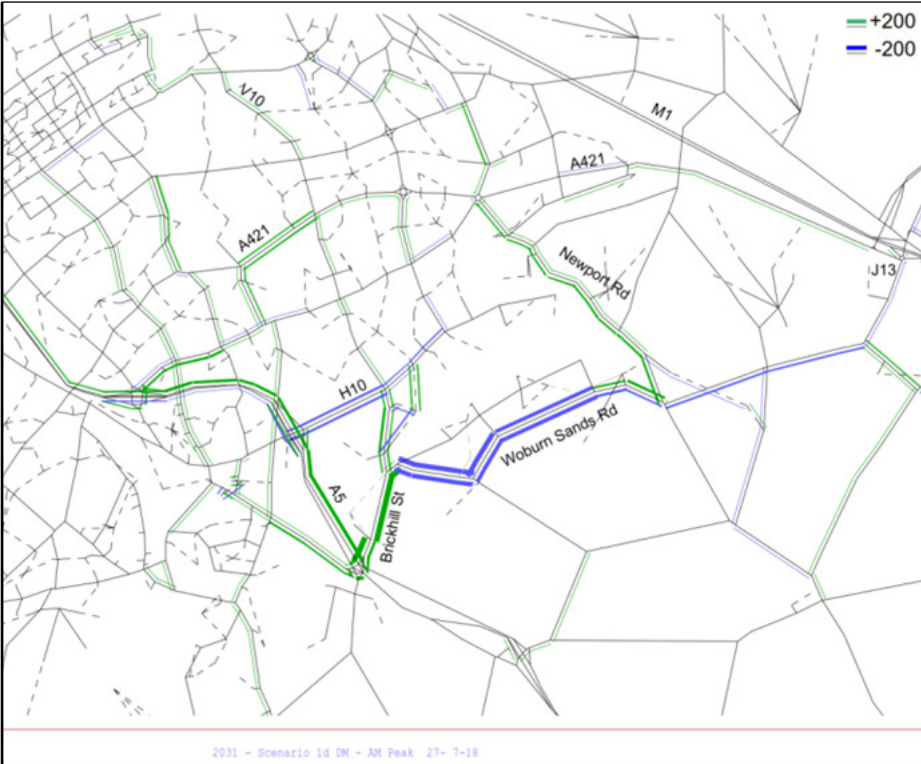 +200
-200
M1
V10
A421
A421
Newport Rd
J13
H10
Woburn Sands Rd
A5
Brickhill St
2031 - Scenario 1d DM - AM Peak 27- 7-18